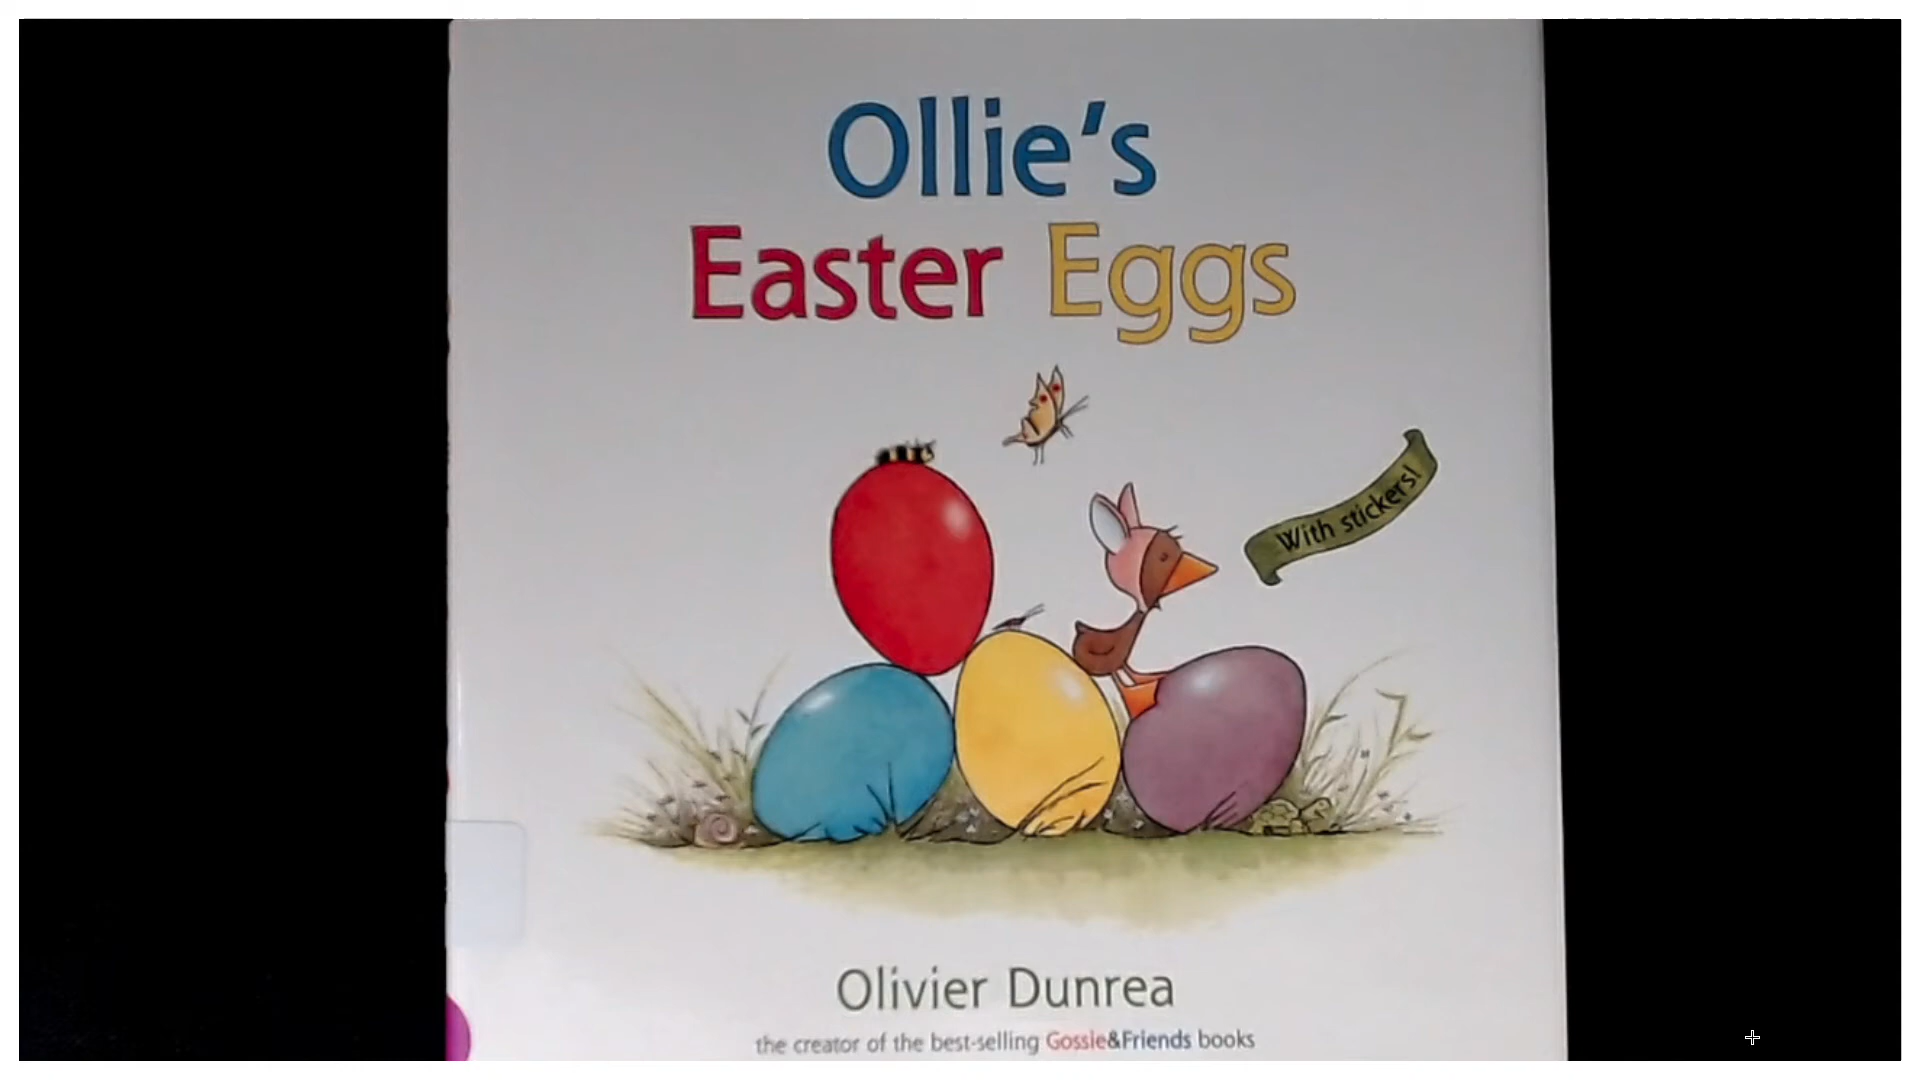 Ollie's
Easter Eggs
With stickers!
Olivier Dunrea
the creator of the best-selling Gossie&Friends books